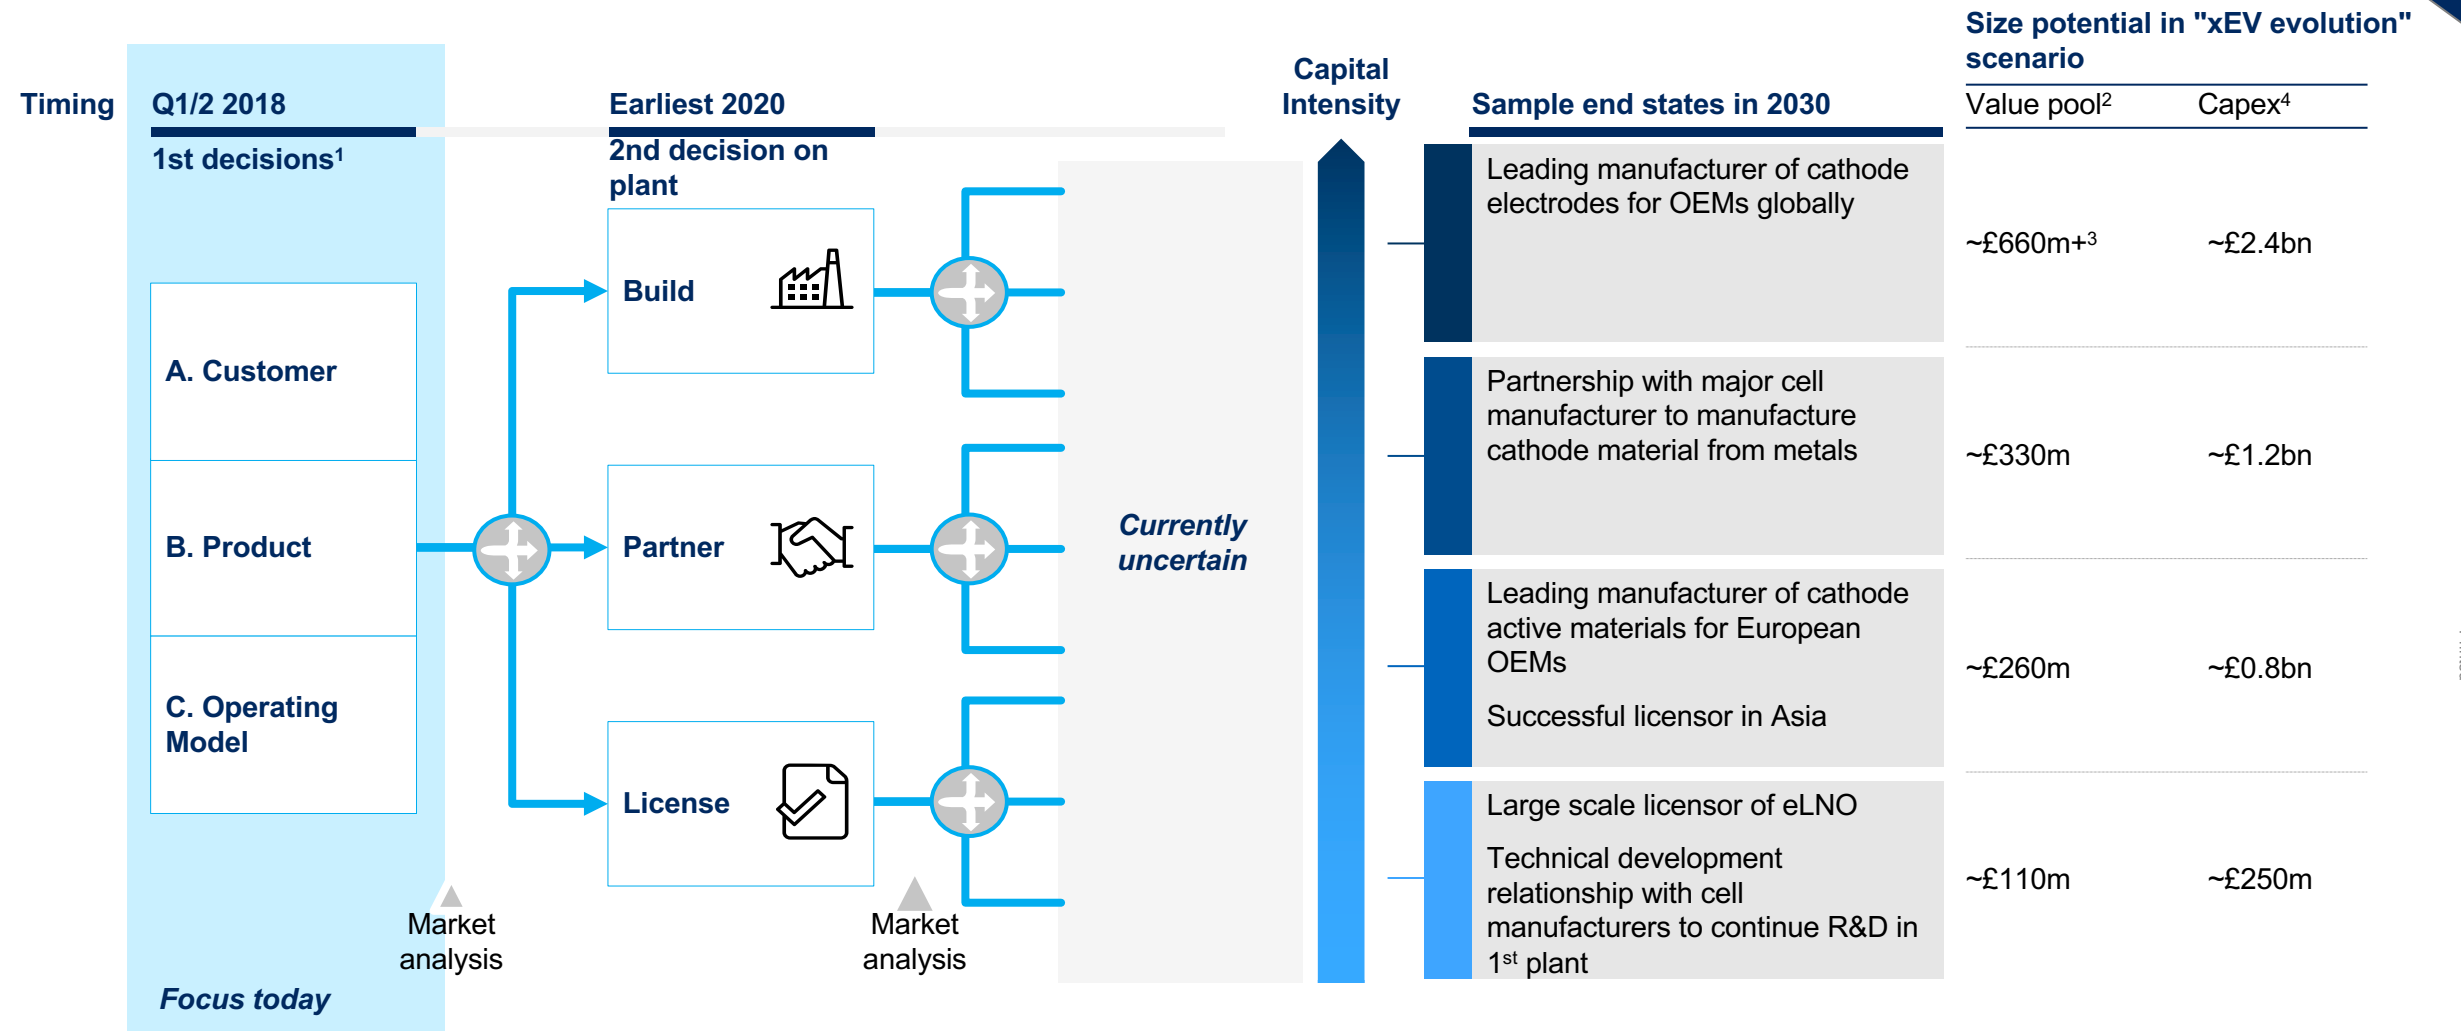 Size potential in "xEV evolution"
scenario
Capital
Intensity
Timing
Q1/2 2018
Earliest 2020
Sample end states in 2030
Value pool²
Capex⁴
1st decisions¹
2nd decision on
plant
A. Customer
B. Product
C. Operating
Model
Build
Partner
License
Market
analysis
Market
analysis
Focus today
Currently
uncertain
Leading manufacturer of cathode
electrodes for OEMs globally
~£660m+³
~£2.4bn
Partnership with major cell
manufacturer to manufacture
cathode material from metals
~£330m
~£1.2bn
Leading manufacturer of cathode
active materials for European
OEMs
Successful licensor in Asia
~£260m
~£0.8bn
Large scale licensor of eLNO
Technical development
relationship with cell
manufacturers to continue R&D in
1st plant
~£110m
~£250m